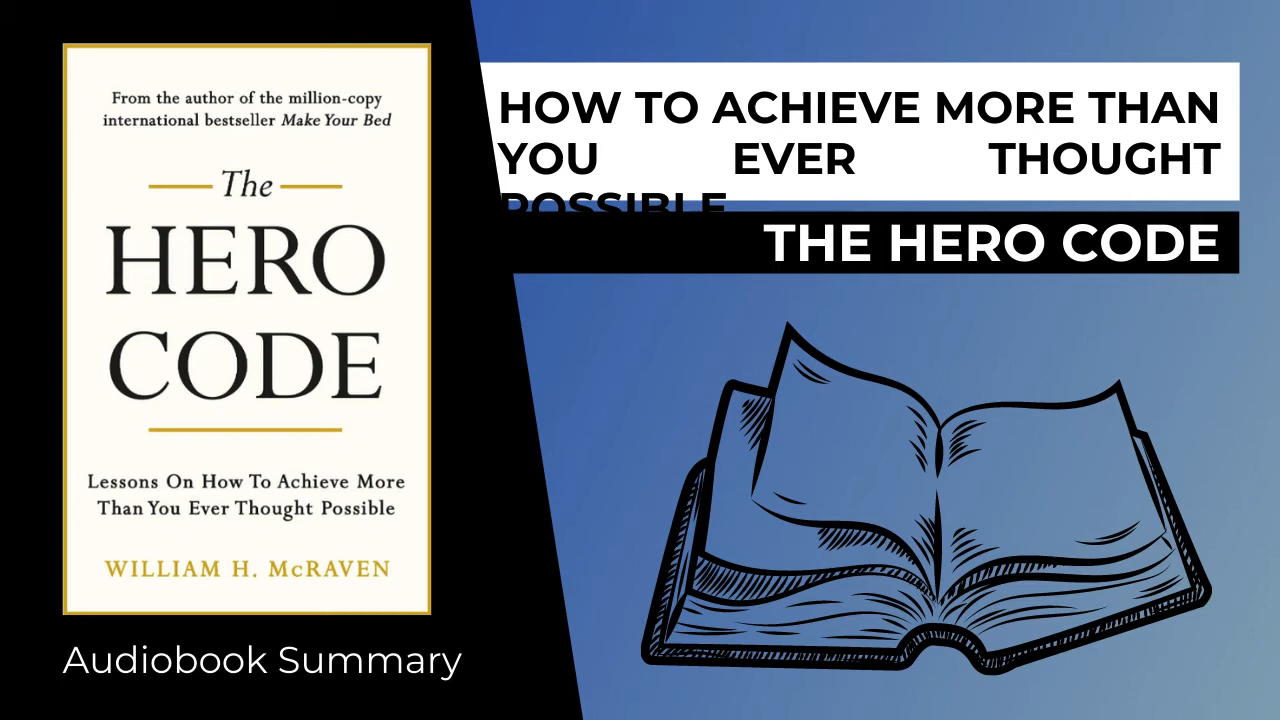 From the author of the million-copy
international bestseller Make Your Bed
The
HERO
CODE
Lessons On How To Achieve More
Than You Ever Thought Possible
WILLIAM H. McRAVEN
Audiobook Summary
HOW TO ACHIEVE MORE THAN
YOU EVER THOUGHT
POSSIBLE
THE HERO CODE